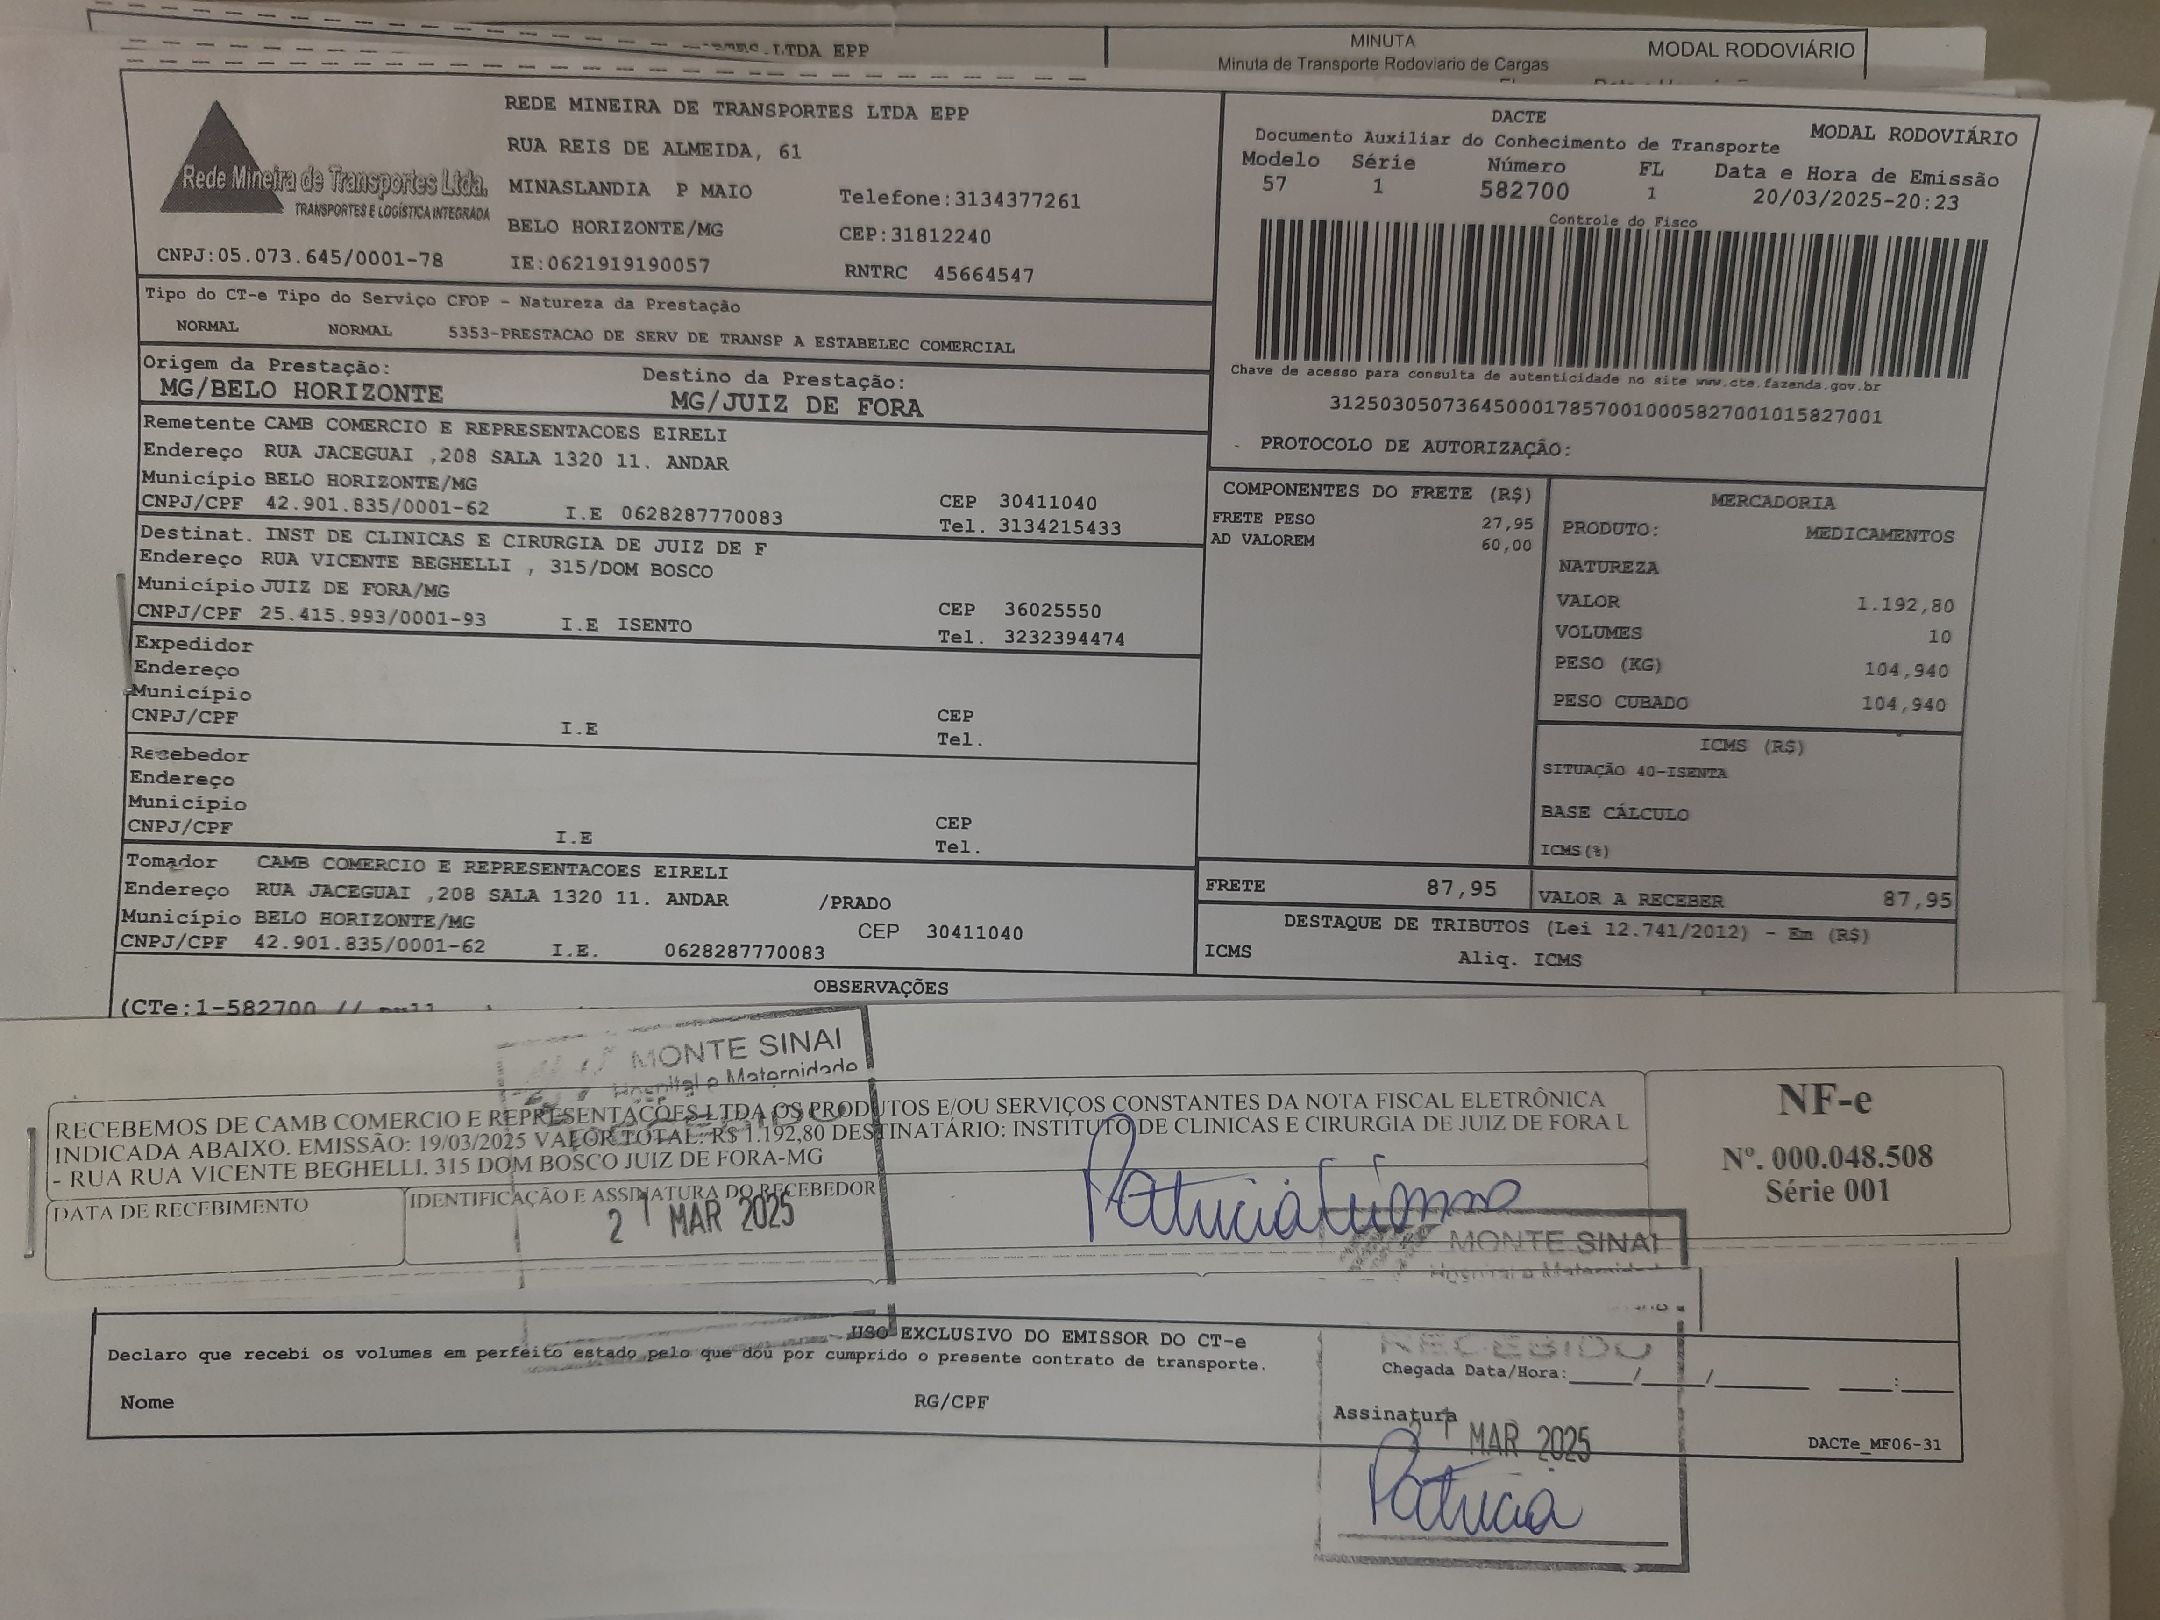 LTDA EPP
MINUTA
Minuta de Transporte Rodoviario de Cargas
MODAL RODOVIÁRIO
Rede Mineira de Transportes Ltda.
TRANSPORTES E LOGÍSTICA INTEGRADA
CNPJ:05.073.645/0001-78
REDE MINEIRA DE TRANSPORTES LTDA EPP
RUA REIS DE ALMEIDA, 61
MINASLANDIA P MAIO Telefone:3134377261
BELO HORIZONTE/MG CEP:31812240
IE:0621919190057 RNTRC 45664547
DACTE MODAL RODOVIÁRIO
Documento Auxiliar do Conhecimento de Transporte
Modelo Série Número FL Data e Hora de Emissão
57 1 582700 1 20/03/2025-20:23
Controle do Fisco
Chave de acesso para consulta de autenticidade no site www.cte.fazenda.gov.br
31250305073645000178570010005827001015827001
PROTOCOLO DE AUTORIZAÇÃO:
Tipo do CT-e Tipo do Serviço CFOP - Natureza da Prestação
NORMAL NORMAL 5353-PRESTACAO DE SERV DE TRANSP A ESTABELEC COMERCIAL
Origem da Prestação: Destino da Prestação:
MG/BELO HORIZONTE MG/JUIZ DE FORA
Remetente CAMB COMERCIO E REPRESENTACOES EIRELI
Endereço RUA JACEGUAI ,208 SALA 1320 11. ANDAR
Município BELO HORIZONTE/MG CEP 30411040
CNPJ/CPF 42.901.835/0001-62 I.E 0628287770083 Tel. 3134215433
Destinat. INST DE CLINICAS E CIRURGIA DE JUIZ DE F
Endereço RUA VICENTE BEGHELLI , 315/DOM BOSCO
Município JUIZ DE FORA/MG CEP 36025550
CNPJ/CPF 25.415.993/0001-93 I.E ISENTO Tel. 3232394474
Expedidor
Endereço
Município CEP
CNPJ/CPF I.E Tel.
Recebedor
Endereço
Município CEP
CNPJ/CPF I.E Tel.
Tomador CAMB COMERCIO E REPRESENTACOES EIRELI
Endereço RUA JACEGUAI ,208 SALA 1320 11. ANDAR /PRADO
Município BELO HORIZONTE/MG CEP 30411040
CNPJ/CPF 42.901.835/0001-62 I.E. 0628287770083
COMPONENTES DO FRETE (R$)
FRETE PESO 27,95
AD VALOREM 60,00
MERCADORIA
PRODUTO: MEDICAMENTOS
NATUREZA
VALOR 1.192,80
VOLUMES 10
PESO (KG) 104,940
PESO CUBADO 104,940
ICMS (R$)
SITUAÇÃO 40-ISENTA
BASE CÁLCULO
ICMS(%)
FRETE 87,95 VALOR A RECEBER 87,95
DESTAQUE DE TRIBUTOS (Lei 12.741/2012) - Em (R$)
ICMS Aliq. ICMS
OBSERVAÇÕES
(CTe:1-582700 //
MONTE SINAI
Hospital e Maternidade
RECEBEMOS DE CAMB COMERCIO E REPRESENTAÇÕES LTDA OS PRODUTOS E/OU SERVIÇOS CONSTANTES DA NOTA FISCAL ELETRÔNICA
INDICADA ABAIXO. EMISSÃO: 19/03/2025 VALOR TOTAL: R$ 1.192,80 DESTINATÁRIO: INSTITUTO DE CLINICAS E CIRURGIA DE JUIZ DE FORA L
- RUA RUA VICENTE BEGHELLI, 315 DOM BOSCO JUIZ DE FORA-MG
DATA DE RECEBIMENTO IDENTIFICAÇÃO E ASSINATURA DO RECEBEDOR
21 MAR 2025
Patricia
NF-e
Nº. 000.048.508
Série 001
MONTE SINAI
Hospital e Maternidade
RECEBIDO
USO EXCLUSIVO DO EMISSOR DO CT-e
Declaro que recebi os volumes em perfeito estado pelo que dou por cumprido o presente contrato de transporte.
Chegada Data/Hora:____/____/______ ___:___
Nome RG/CPF Assinatura
21 MAR 2025
DACTe_MF06-31
Patricia